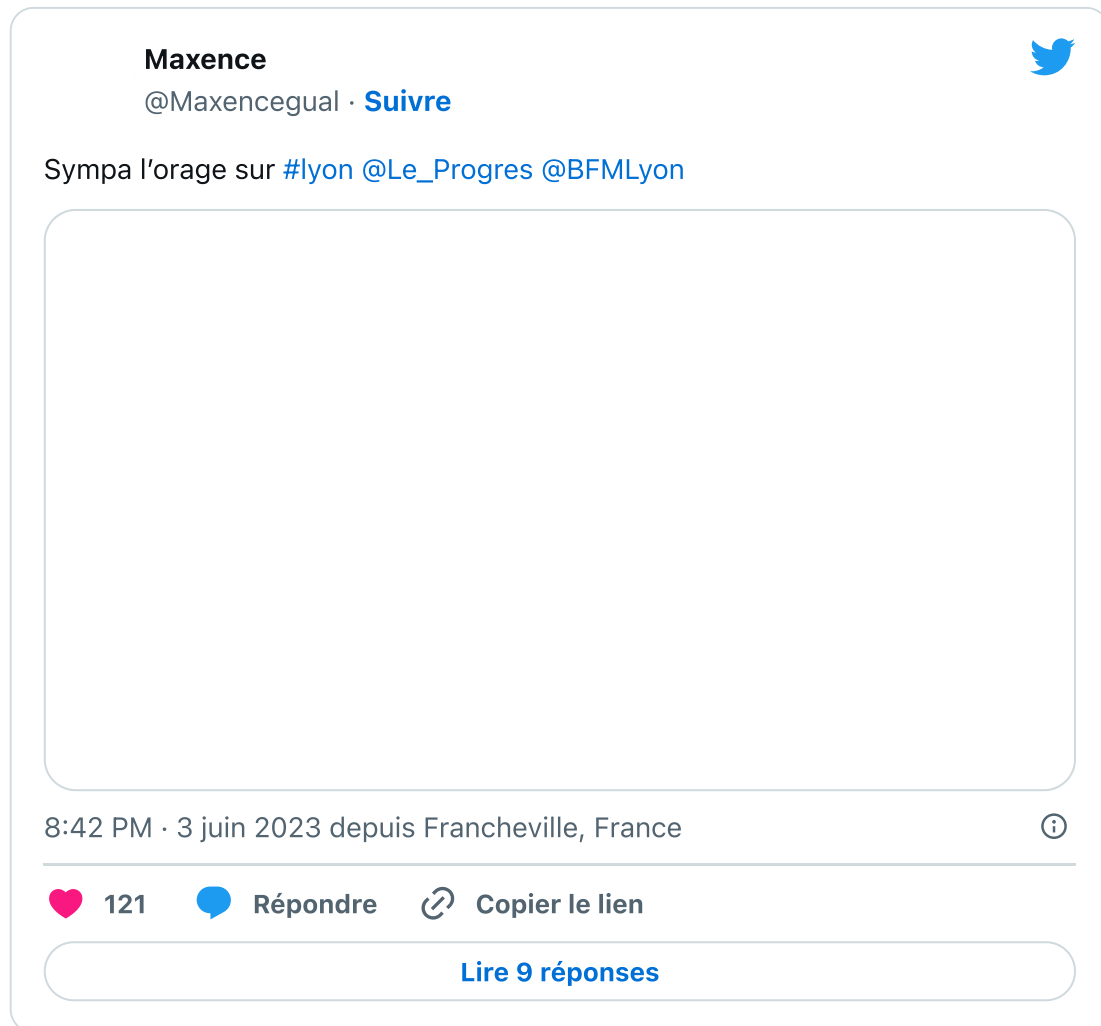 Maxence
@Maxencegual · Suivre
Sympa l’orage sur #lyon @Le_Progres @BFMLyon
8:42 PM · 3 juin 2023 depuis Francheville, France
121 Répondre Copier le lien
Lire 9 réponses